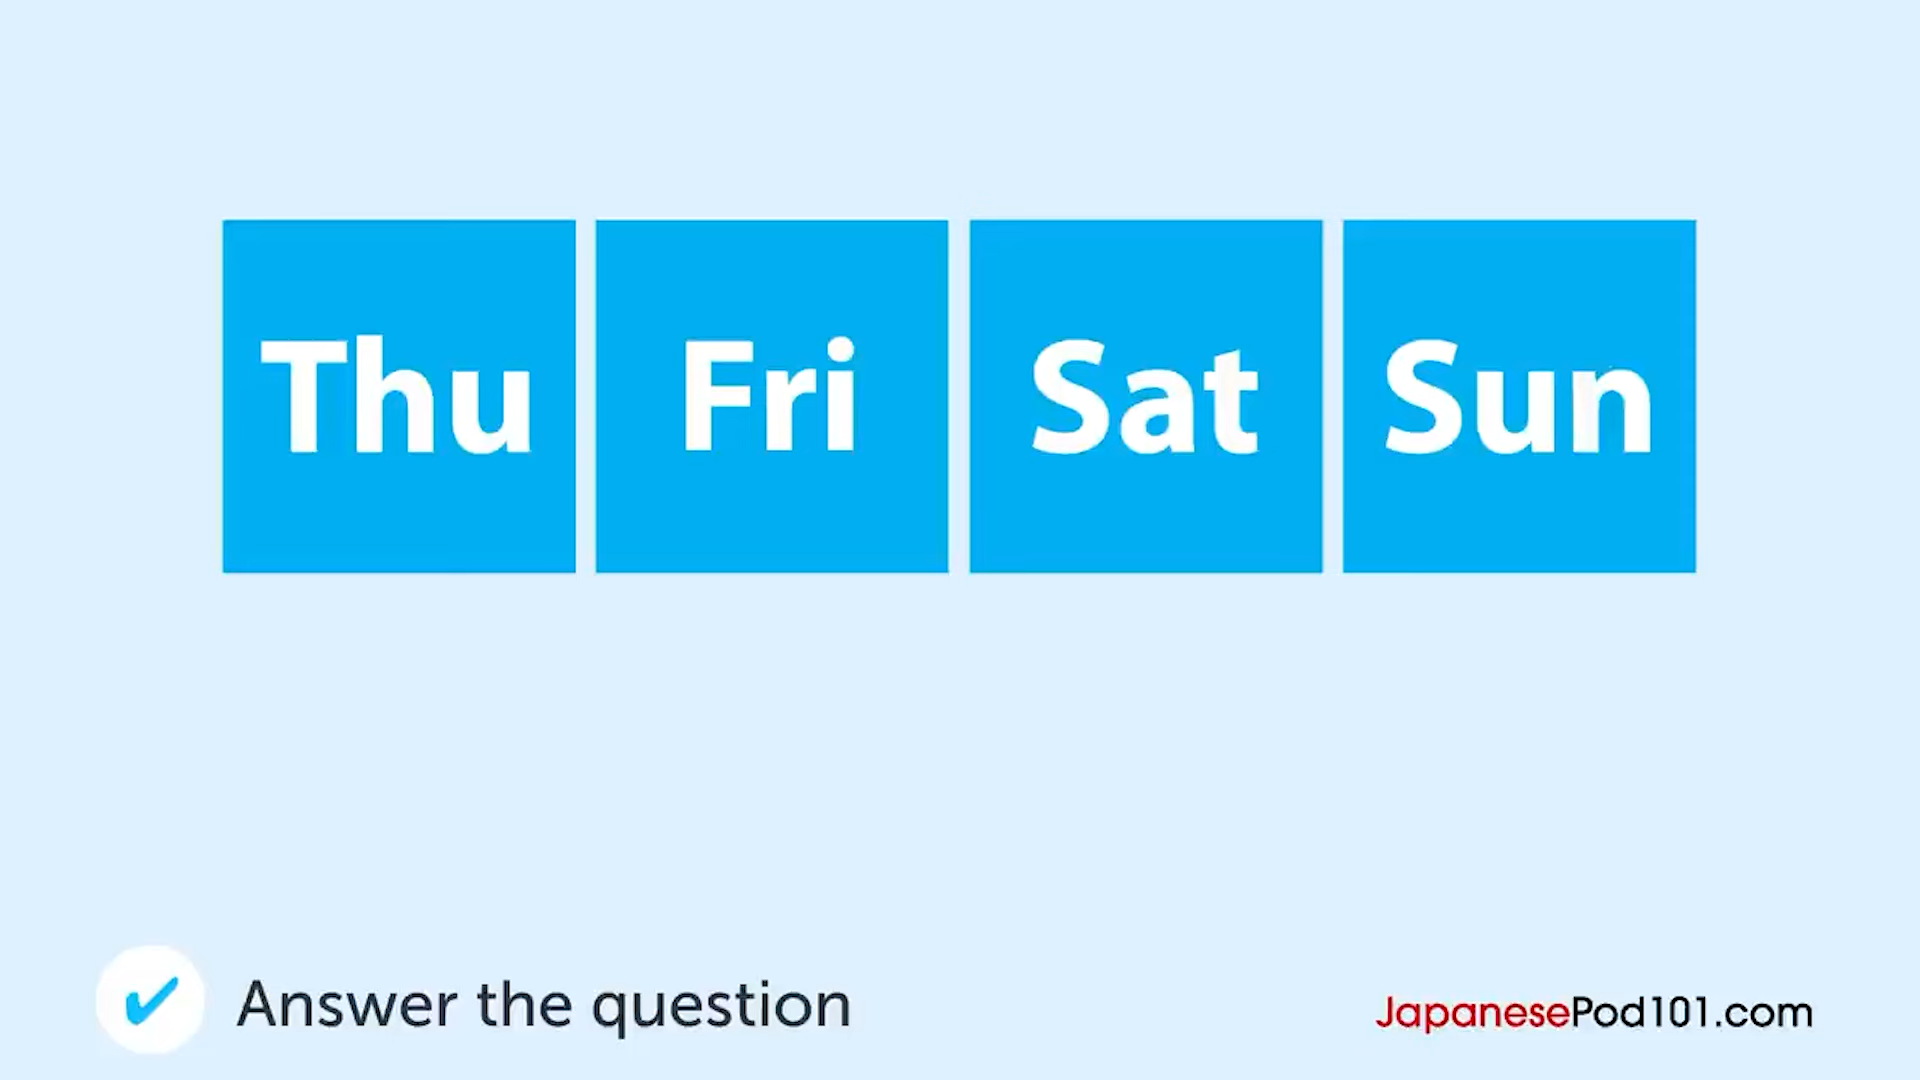 Thu Fri Sat Sun
Answer the question
JapanesePod101.com